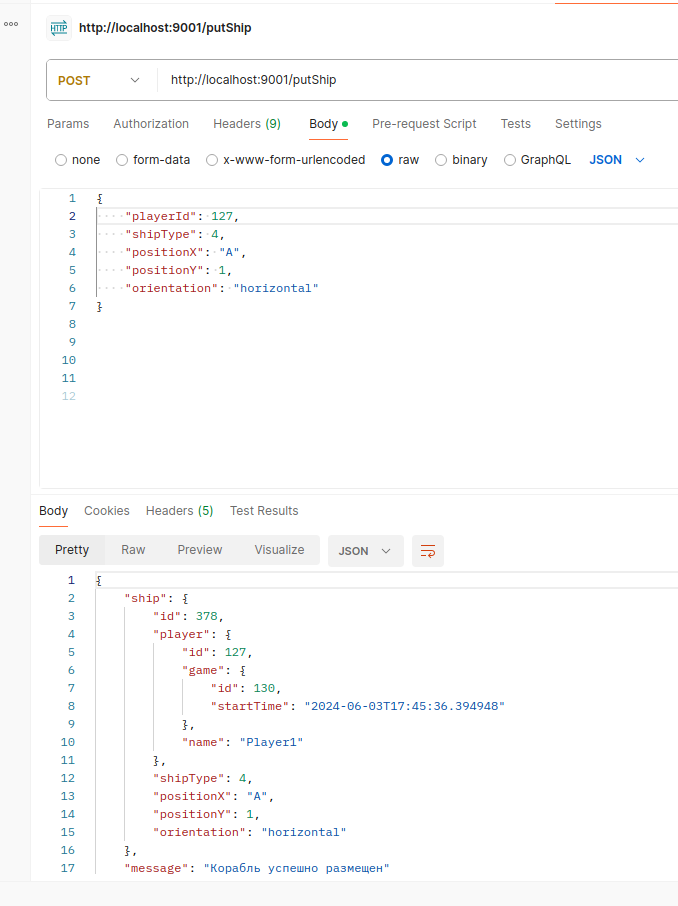 HTTP http://localhost:9001/putShip
POST http://localhost:9001/putShip
Params Authorization Headers (9) Body Pre-request Script Tests Settings
none form-data x-www-form-urlencoded raw binary GraphQL JSON
1 {
2 "playerId": 127,
3 "shipType": 4,
4 "positionX": "A",
5 "positionY": 1,
6 "orientation": "horizontal"
7 }
8
9
10
11
12
Body Cookies Headers (5) Test Results
Pretty Raw Preview Visualize JSON
1 {
2 "ship": {
3 "id": 378,
4 "player": {
5 "id": 127,
6 "game": {
7 "id": 130,
8 "startTime": "2024-06-03T17:45:36.394948"
9 },
10 "name": "Player1"
11 },
12 "shipType": 4,
13 "positionX": "A",
14 "positionY": 1,
15 "orientation": "horizontal"
16 },
17 "message": "Корабль успешно размещен"